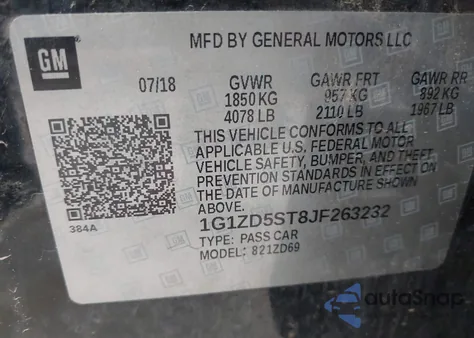 GM
MFD BY GENERAL MOTORS LLC
07/18 GVWR GAWR FRT GAWR RR
1850 KG 957 KG 892 KG
4078 LB 2110 LB 1967 LB
THIS VEHICLE CONFORMS TO ALL
APPLICABLE U.S. FEDERAL MOTOR
VEHICLE SAFETY, BUMPER, AND THEFT
PREVENTION STANDARDS IN EFFECT ON
THE DATE OF MANUFACTURE SHOWN
ABOVE.
384A
1G1ZD5ST8JF263232
TYPE: PASS CAR
MODEL: 821ZD69
autoSnap